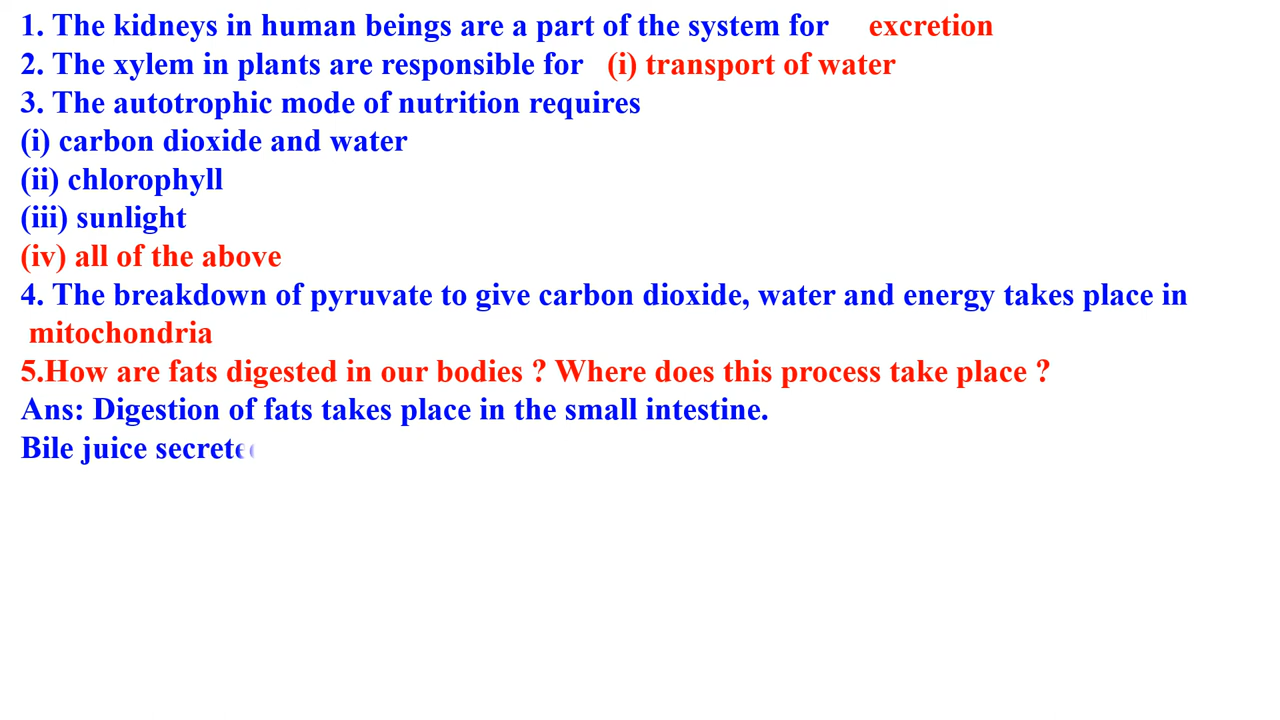 1. The kidneys in human beings are a part of the system for excretion
2. The xylem in plants are responsible for (i) transport of water
3. The autotrophic mode of nutrition requires
(i) carbon dioxide and water
(ii) chlorophyll
(iii) sunlight
(iv) all of the above
4. The breakdown of pyruvate to give carbon dioxide, water and energy takes place in
mitochondria
5.How are fats digested in our bodies ? Where does this process take place ?
Ans: Digestion of fats takes place in the small intestine.
Bile juice secreted